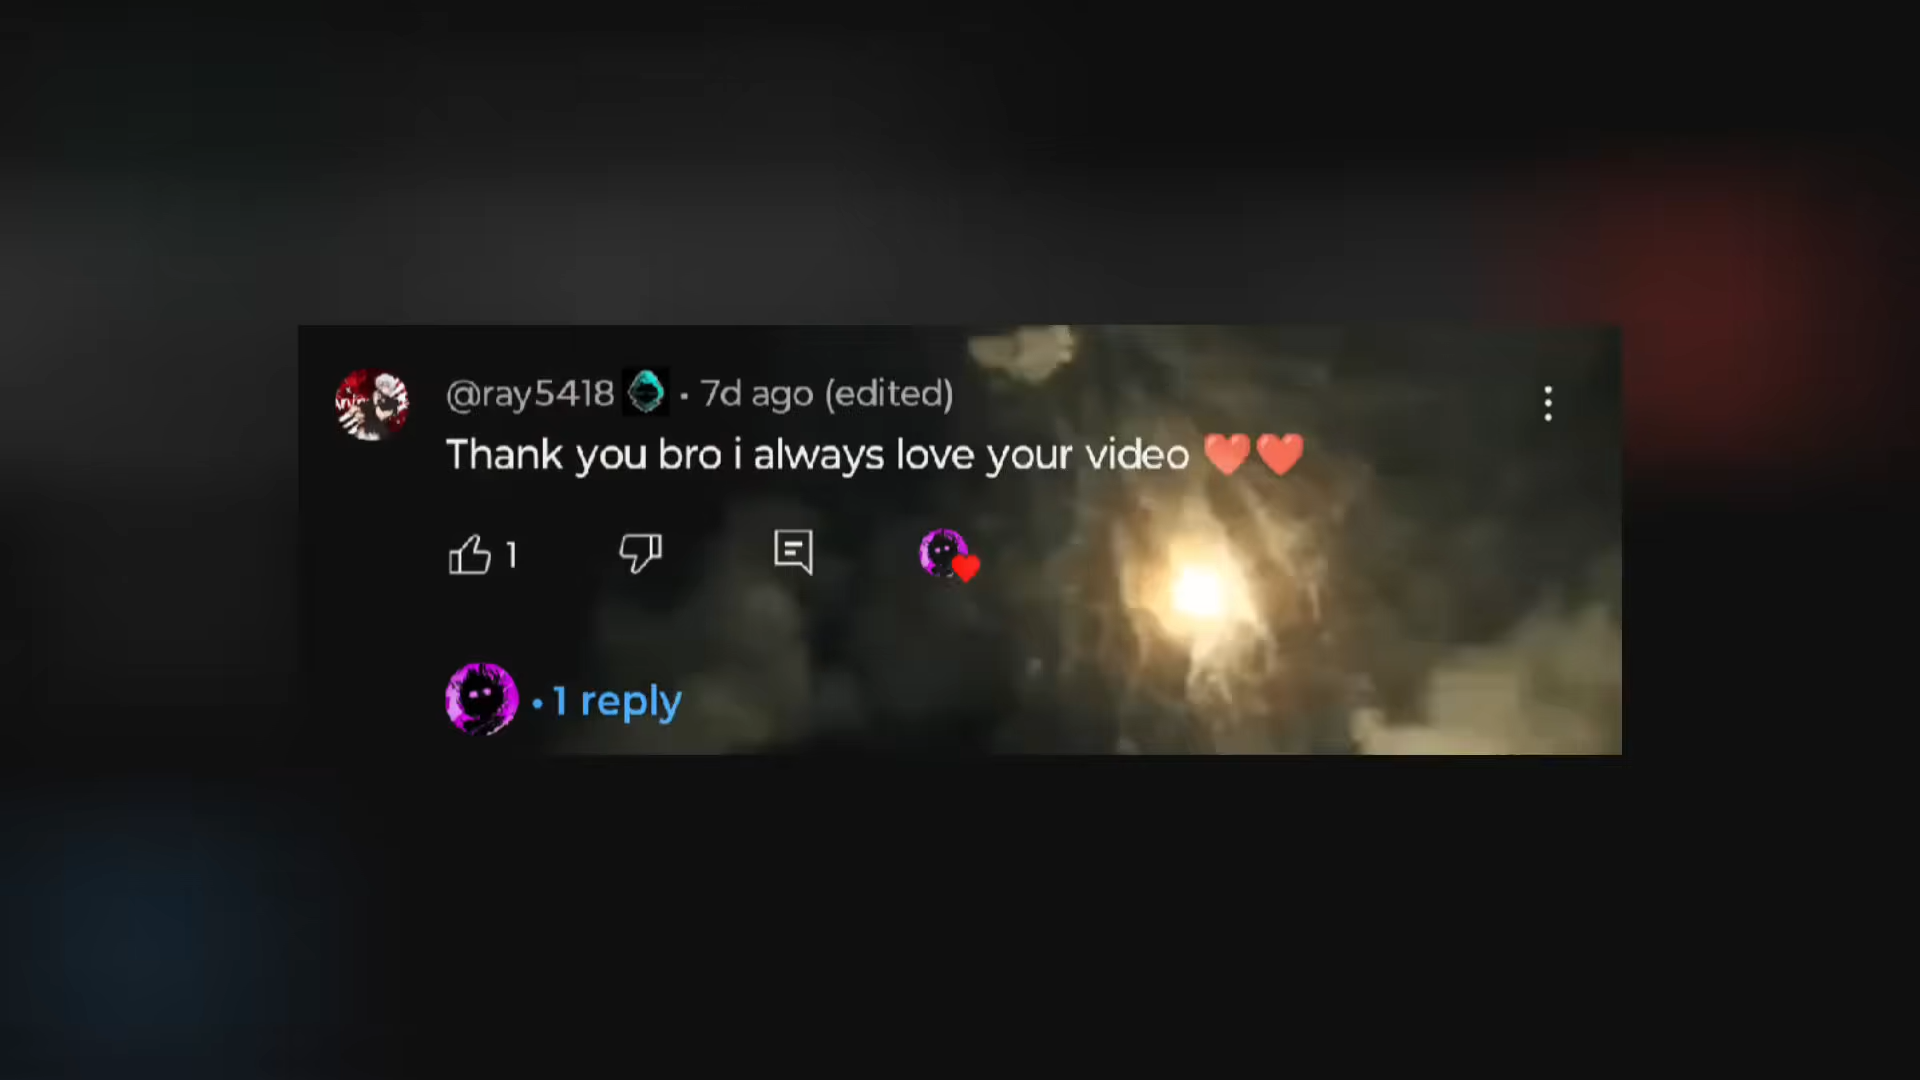 @ray5418 • 7d ago (edited)
Thank you bro i always love your video ❤️❤️
1
• 1 reply